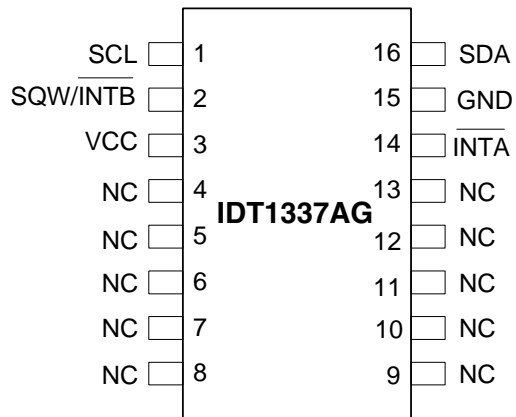 SCL 1 16 SDA
SQW/INTB 2 15 GND
VCC 3 14 INTA
NC 4 13 NC
IDT1337AG
NC 5 12 NC
NC 6 11 NC
NC 7 10 NC
NC 8 9 NC